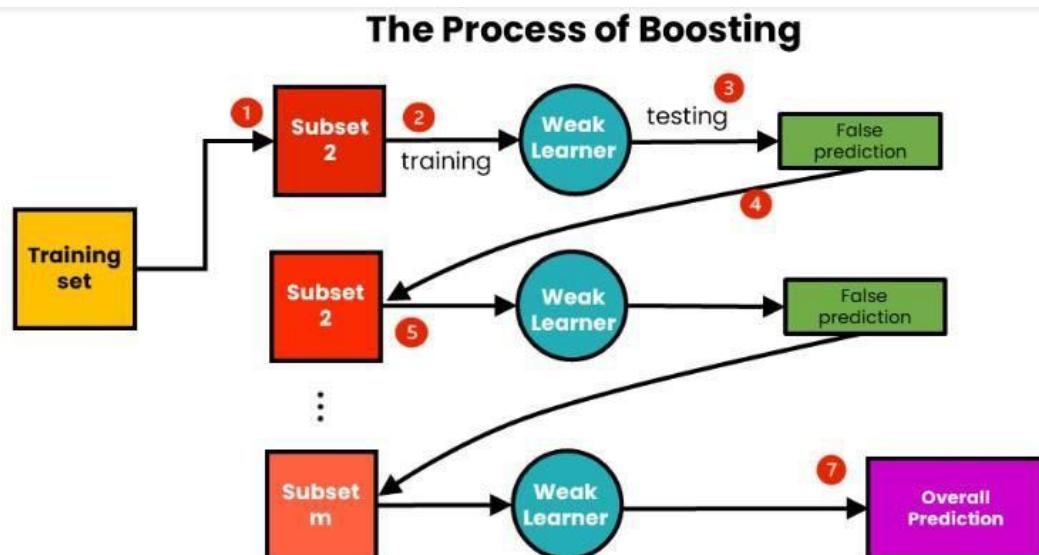 The Process of Boosting
1
2
3
Subset
2
training
Weak
Learner
testing
False
prediction
4
Training
set
Subset
2
5
Weak
Learner
False
prediction
Subset
m
Weak
Learner
7
Overall
Prediction